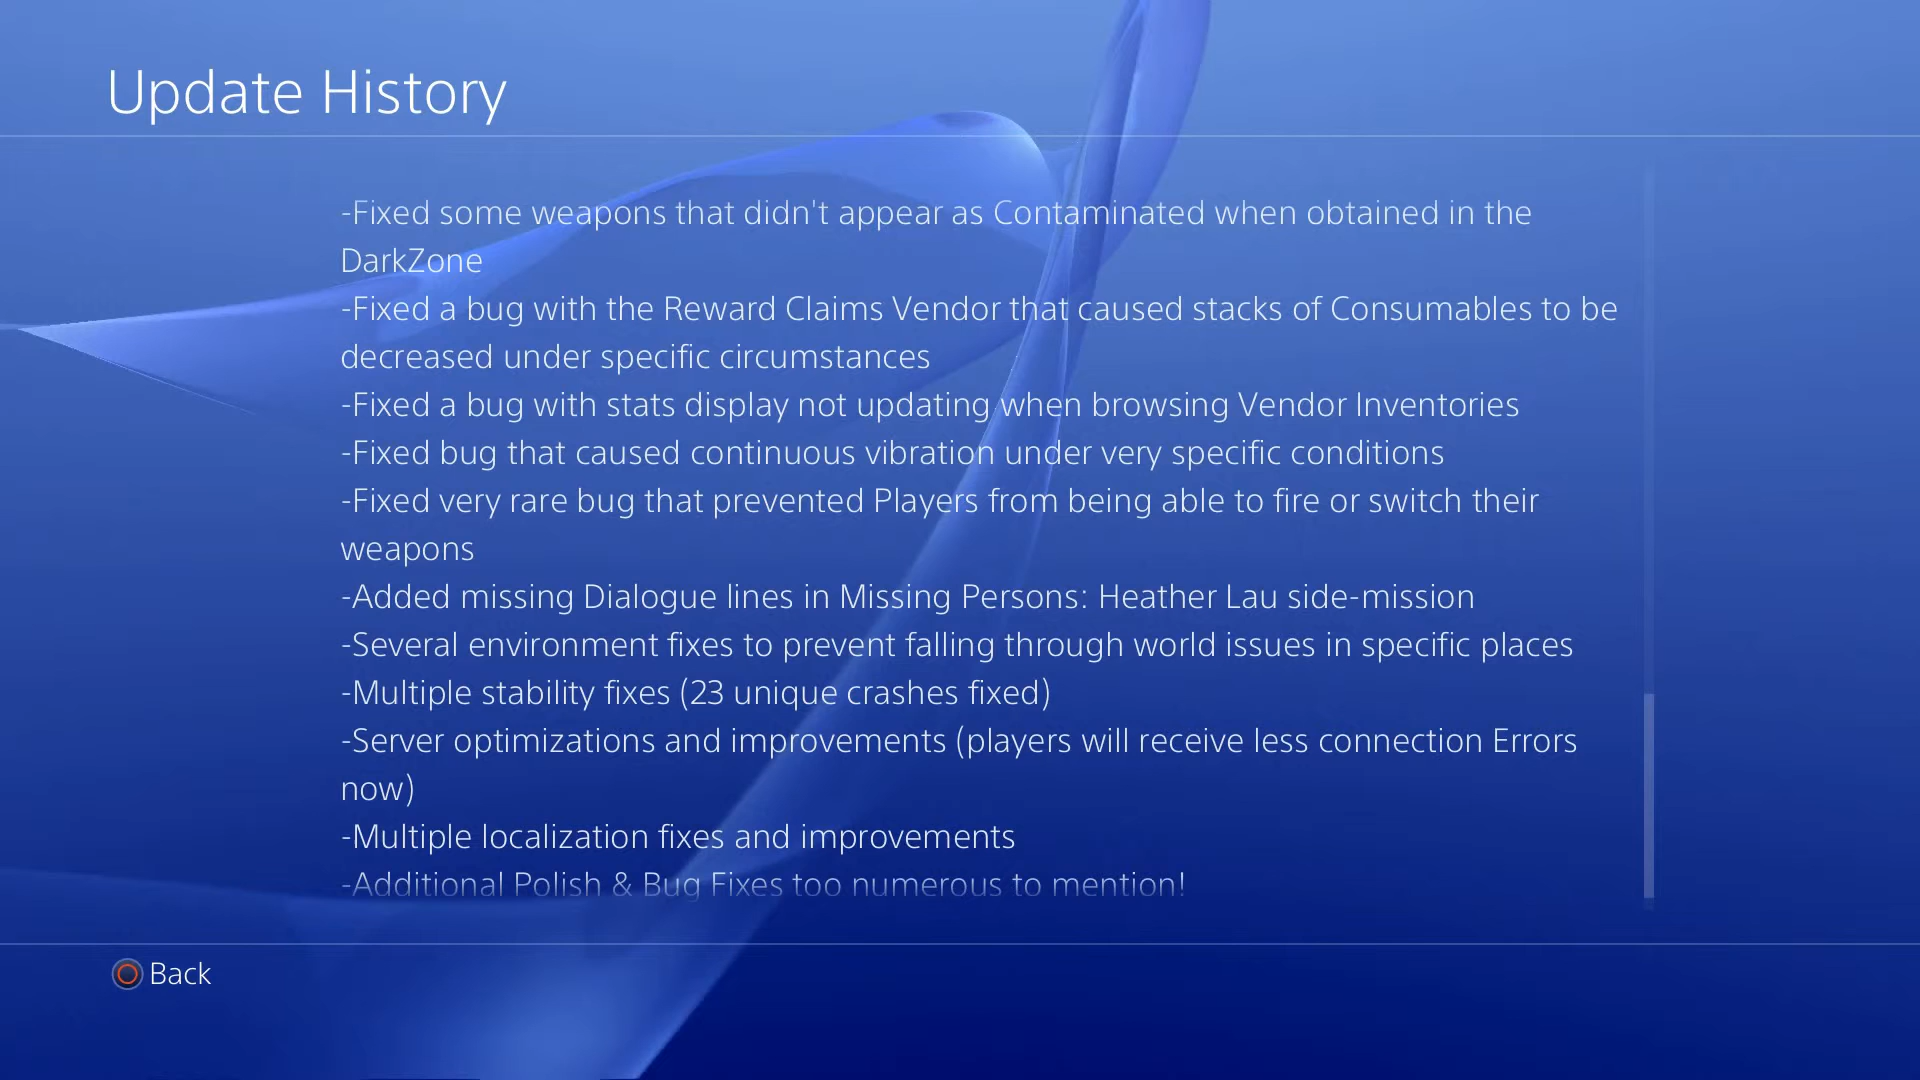 Update History
-Fixed some weapons that didn't appear as Contaminated when obtained in the
DarkZone
-Fixed a bug with the Reward Claims Vendor that caused stacks of Consumables to be
decreased under specific circumstances
-Fixed a bug with stats display not updating when browsing Vendor Inventories
-Fixed bug that caused continuous vibration under very specific conditions
-Fixed very rare bug that prevented Players from being able to fire or switch their
weapons
-Added missing Dialogue lines in Missing Persons: Heather Lau side-mission
-Several environment fixes to prevent falling through world issues in specific places
-Multiple stability fixes (23 unique crashes fixed)
-Server optimizations and improvements (players will receive less connection Errors
now)
-Multiple localization fixes and improvements
-Additional Polish & Bug Fixes too numerous to mention!
Back